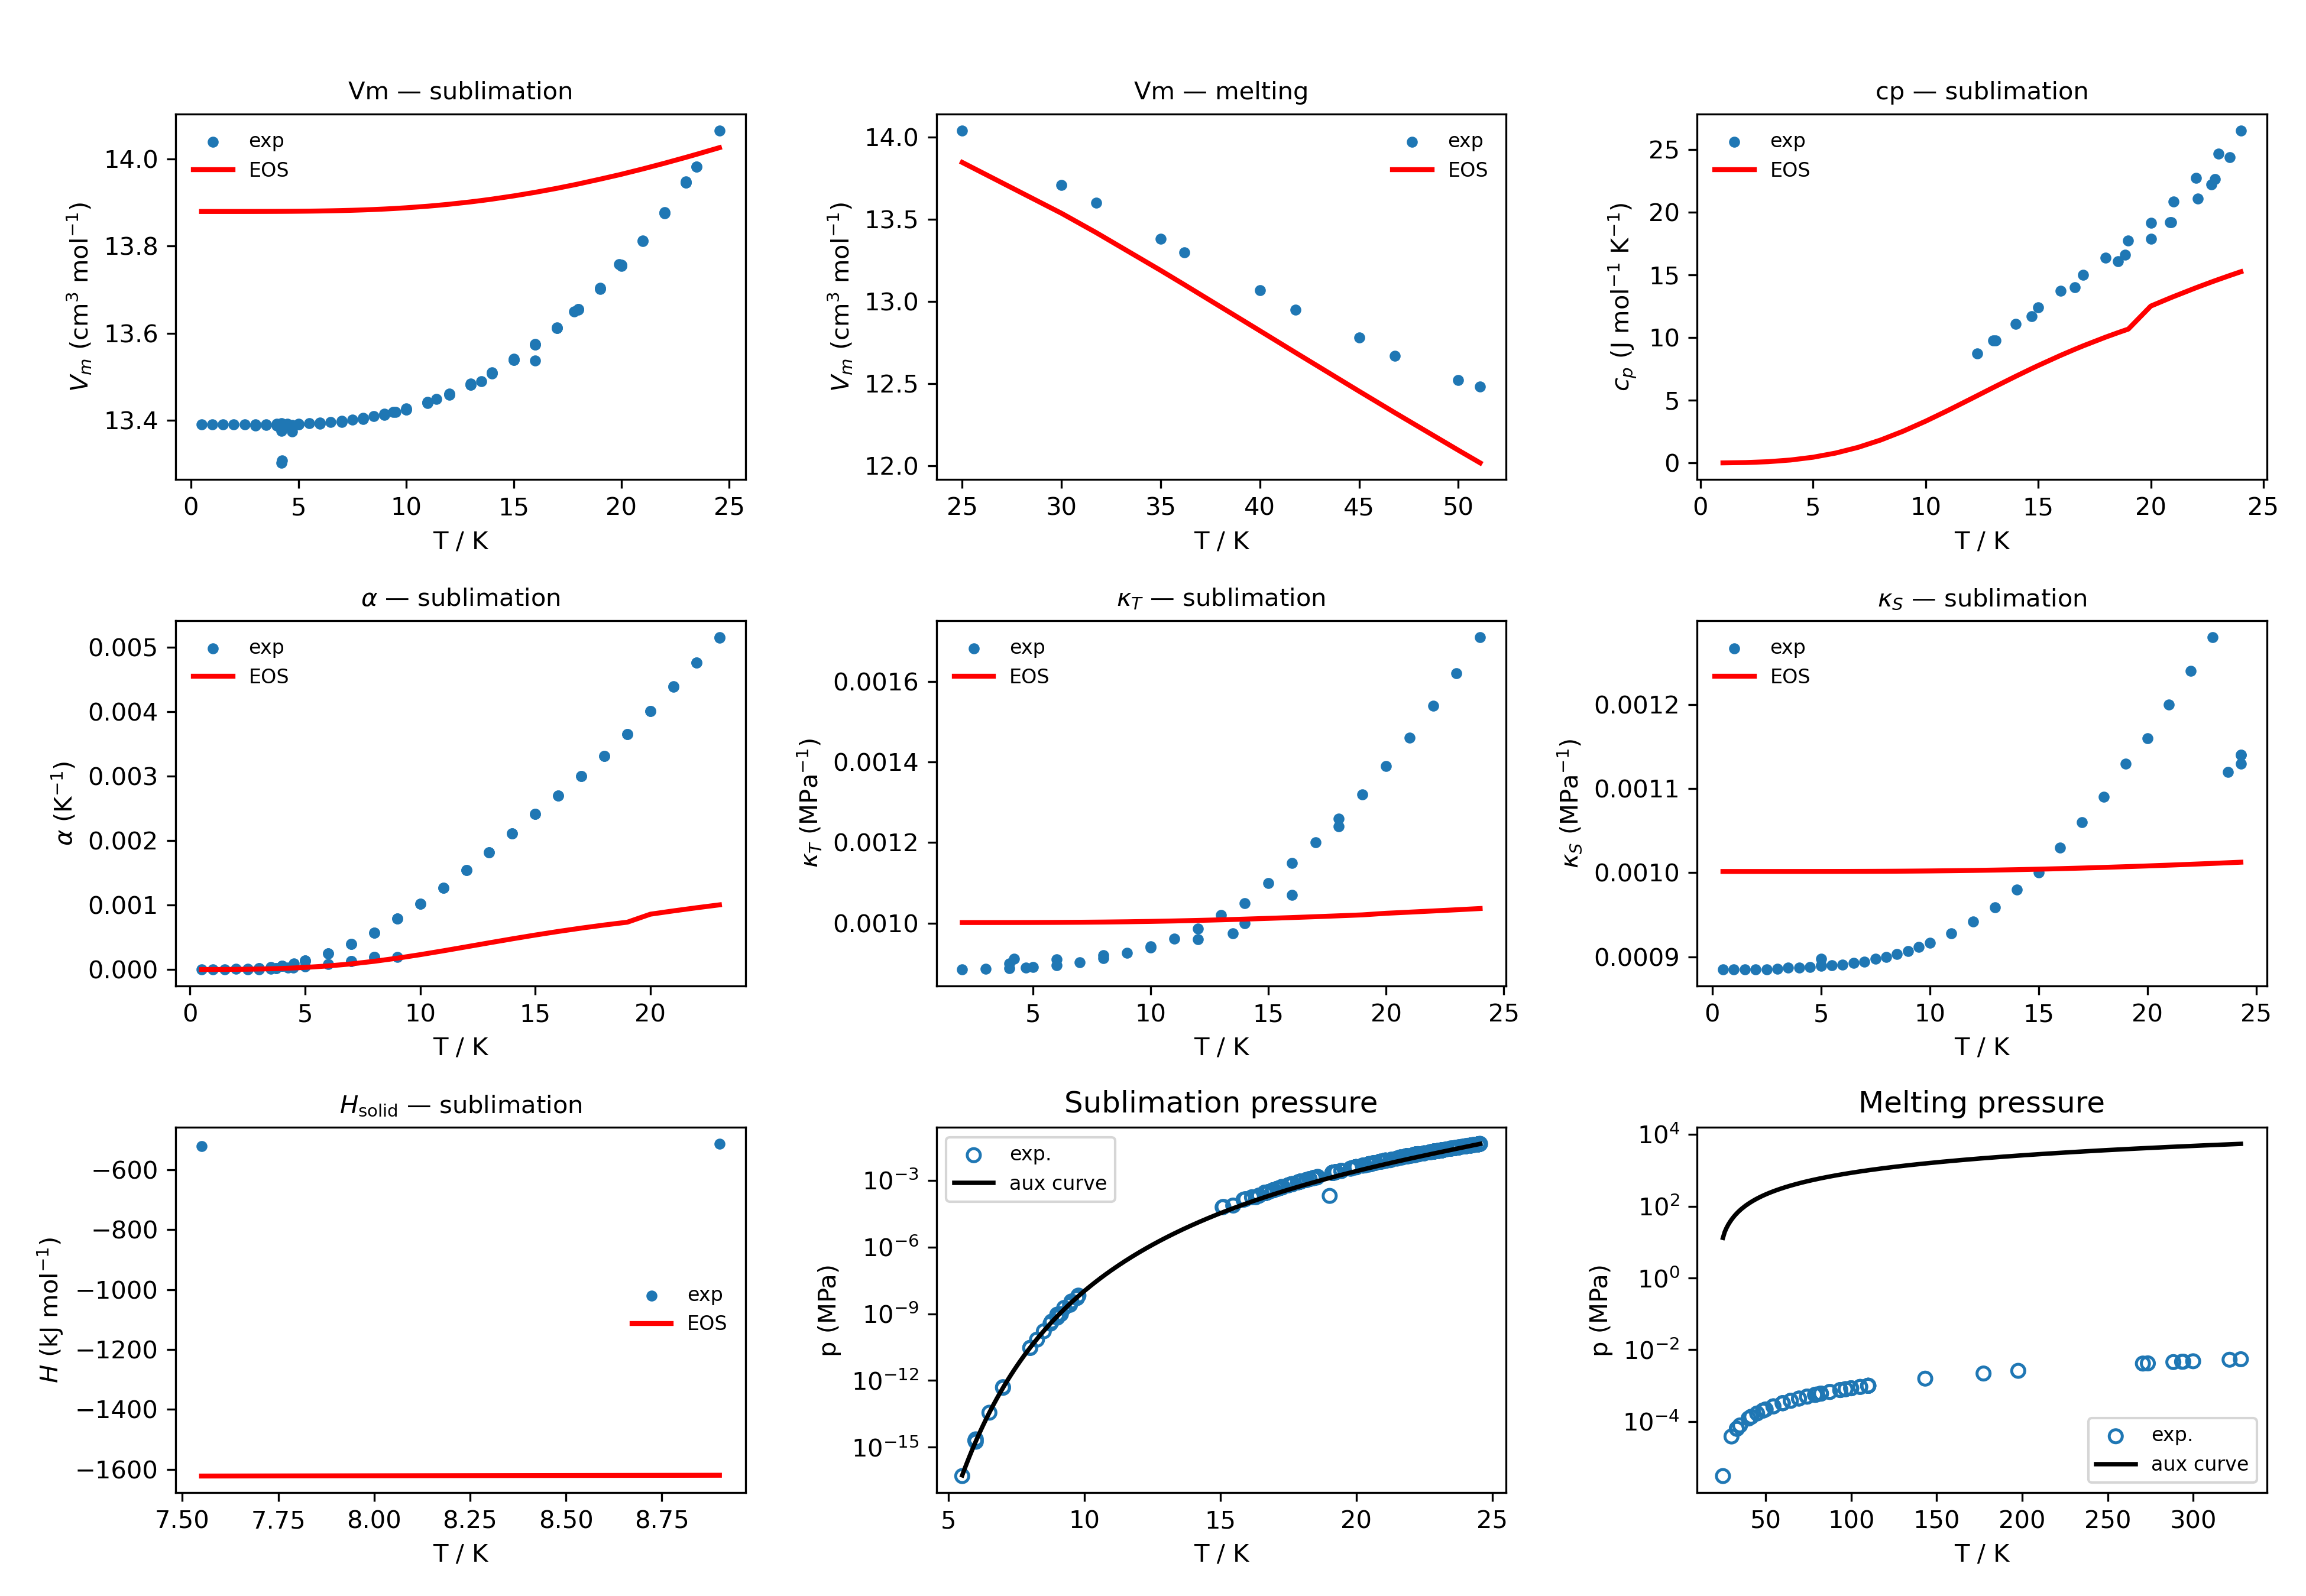 Vm — sublimation
exp
EOS
14.0
13.8
13.6
13.4
V_m (cm³ mol⁻¹)
0 5 10 15 20 25
T / K
Vm — melting
exp
EOS
14.0
13.5
13.0
12.5
12.0
V_m (cm³ mol⁻¹)
25 30 35 40 45 50
T / K
cp — sublimation
exp
EOS
25
20
15
10
5
0
c_p (J mol⁻¹ K⁻¹)
0 5 10 15 20 25
T / K
α — sublimation
exp
EOS
0.005
0.004
0.003
0.002
0.001
0.000
α (K⁻¹)
0 5 10 15 20
T / K
κ_T — sublimation
exp
EOS
0.0016
0.0014
0.0012
0.0010
κ_T (MPa⁻¹)
5 10 15 20 25
T / K
κ_S — sublimation
exp
EOS
0.0012
0.0011
0.0010
0.0009
κ_S (MPa⁻¹)
0 5 10 15 20 25
T / K
H_solid — sublimation
exp
EOS
−600
−800
−1000
−1200
−1400
−1600
H (kJ mol⁻¹)
7.50 7.75 8.00 8.25 8.50 8.75
T / K
Sublimation pressure
exp.
aux curve
10⁻³
10⁻⁶
10⁻⁹
10⁻¹²
10⁻¹⁵
p (MPa)
5 10 15 20 25
T / K
Melting pressure
10⁴
10²
10⁰
10⁻²
10⁻⁴
p (MPa)
exp.
aux curve
50 100 150 200 250 300
T / K